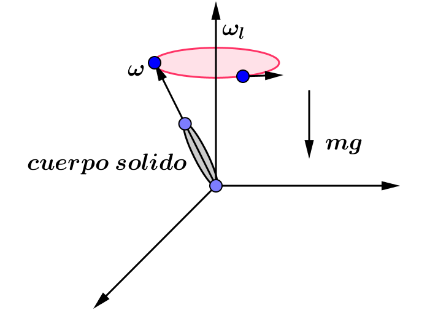 ω_l
ω
mg
cuerpo solido